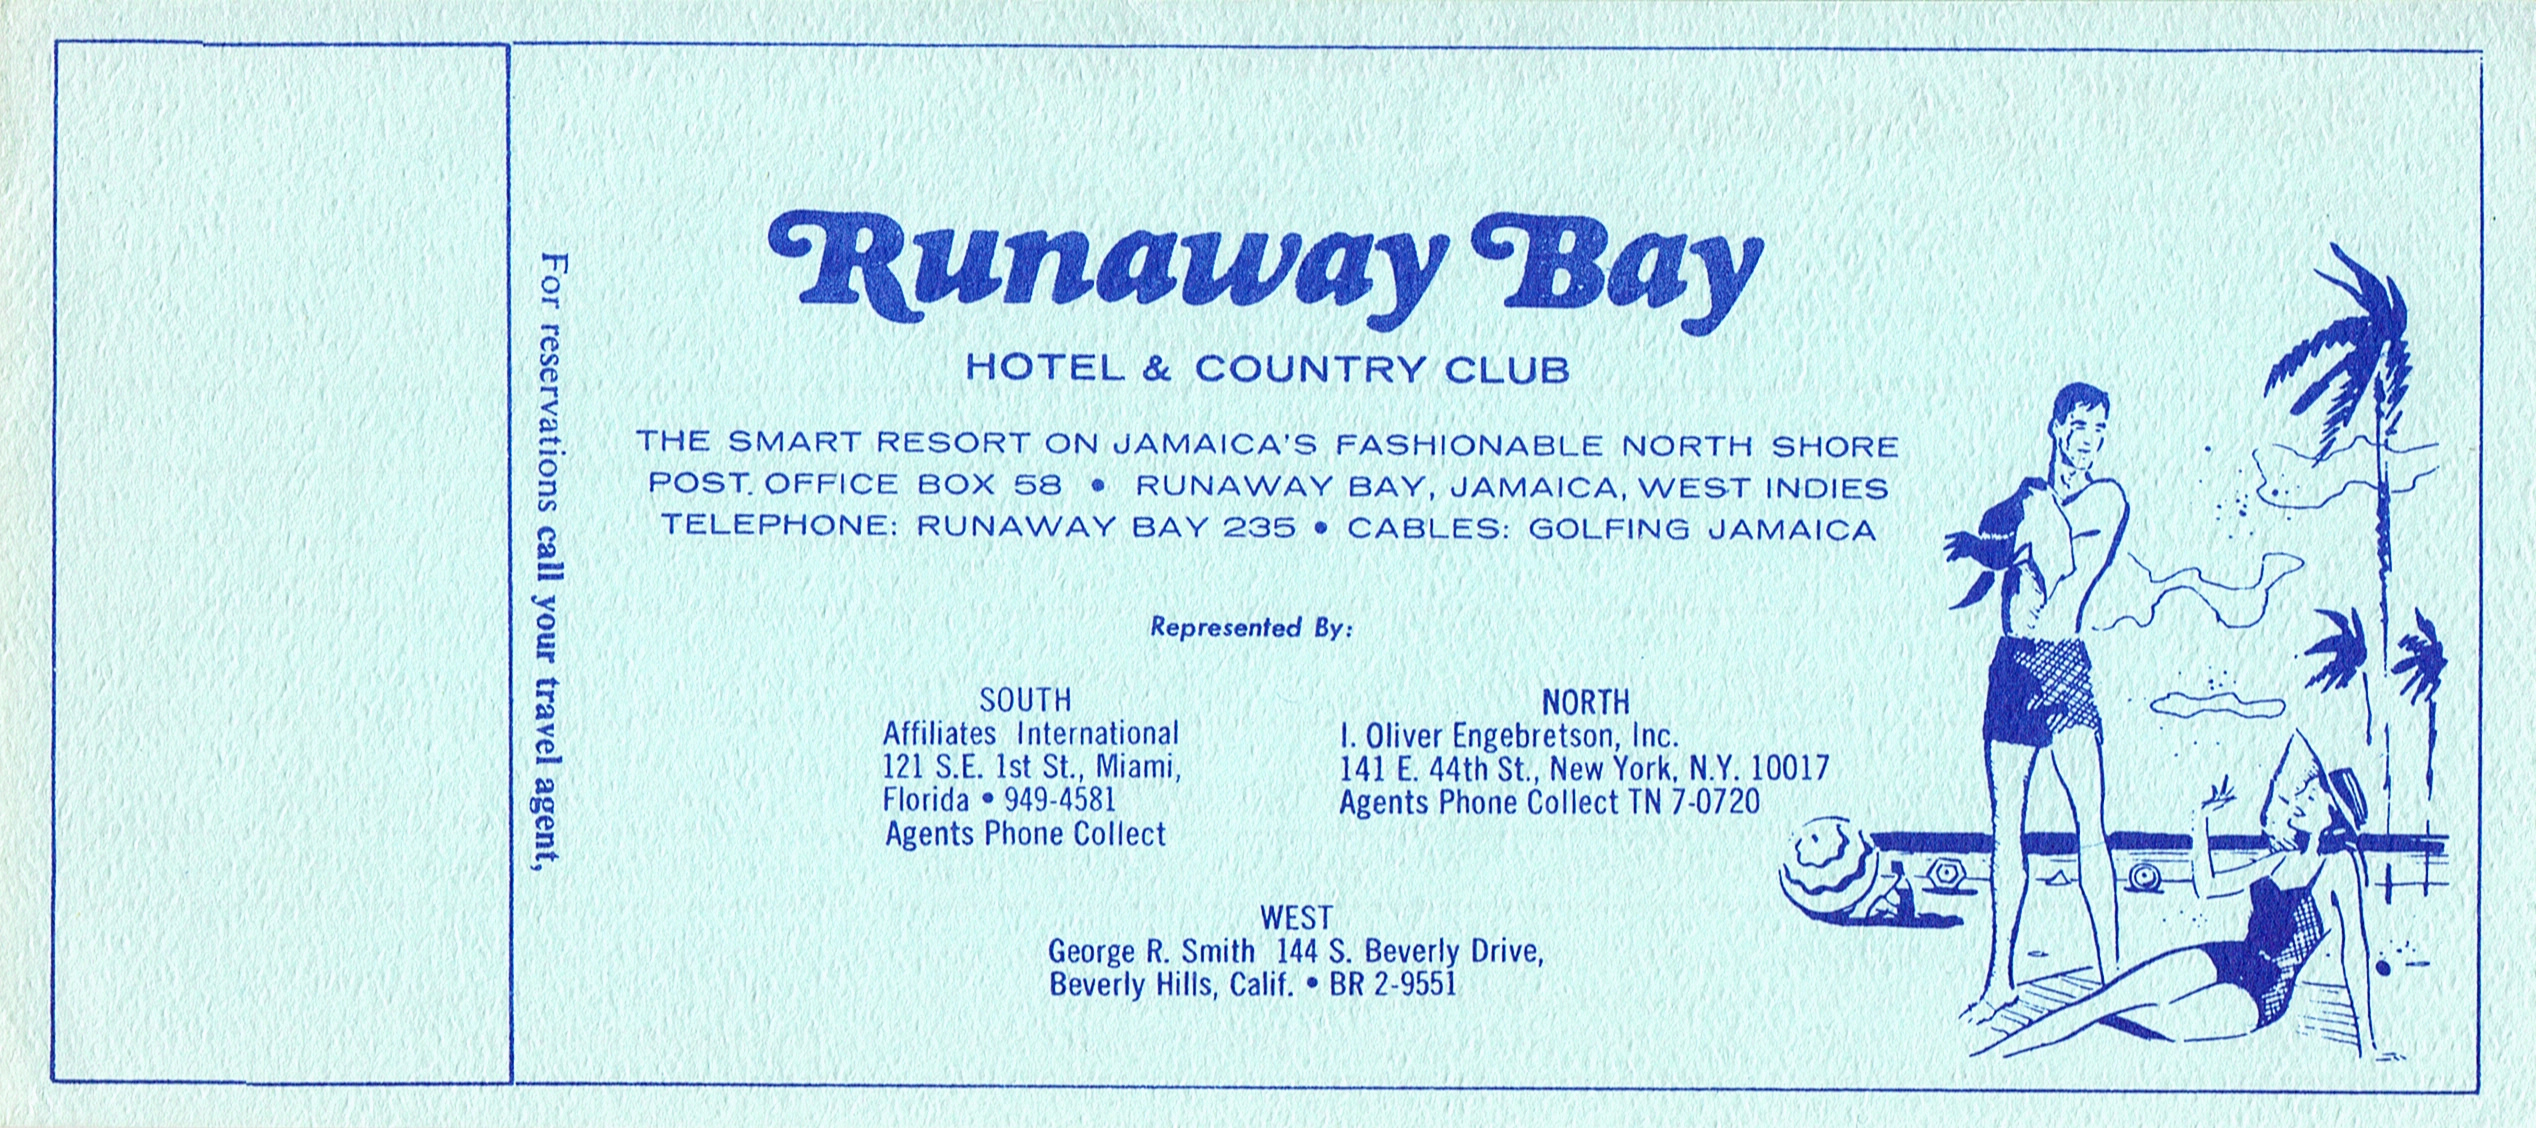 For reservations call your travel agent,
Runaway Bay
HOTEL & COUNTRY CLUB
THE SMART RESORT ON JAMAICA'S FASHIONABLE NORTH SHORE
POST. OFFICE BOX 58 • RUNAWAY BAY, JAMAICA, WEST INDIES
TELEPHONE: RUNAWAY BAY 235 • CABLES: GOLFING JAMAICA
Represented By:
SOUTH
Affiliates International
121 S.E. 1st St., Miami,
Florida • 949-4581
Agents Phone Collect
NORTH
I. Oliver Engebretson, Inc.
141 E. 44th St., New York, N.Y. 10017
Agents Phone Collect TN 7-0720
WEST
George R. Smith 144 S. Beverly Drive,
Beverly Hills, Calif. • BR 2-9551